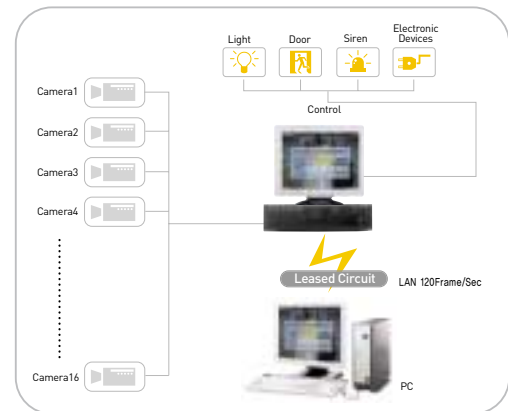 Light
Door
Siren
Electronic
Devices
Control
Camera1
Camera2
Camera3
Camera4
Leased Circuit
LAN 120Frame/Sec
Camera16
PC